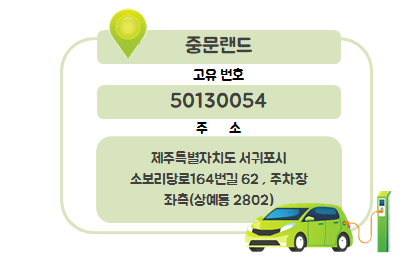 중문랜드
고유 번호
50130054
주 소
제주특별자치도 서귀포시
소보리당로164번길 62 , 주차장
좌측(상예동 2802)